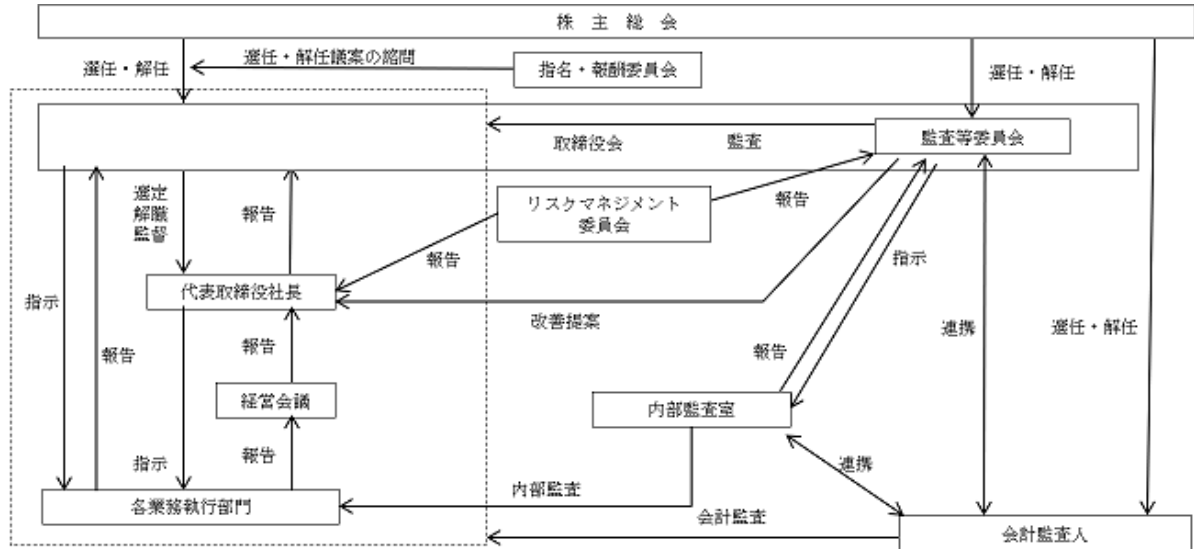 株主総会
選任・解任議案の諮問
選任・解任
指名・報酬委員会
選任・解任
取締役会
監査
監査等委員会
選定
解職
監督
報告
リスクマネジメント
委員会
報告
報告
指示
代表取締役社長
指示
改善提案
連携
選任・解任
報告
報告
報告
経営会議
内部監査室
報告
指示
連携
内部監査
各業務執行部門
会計監査
会計監査人